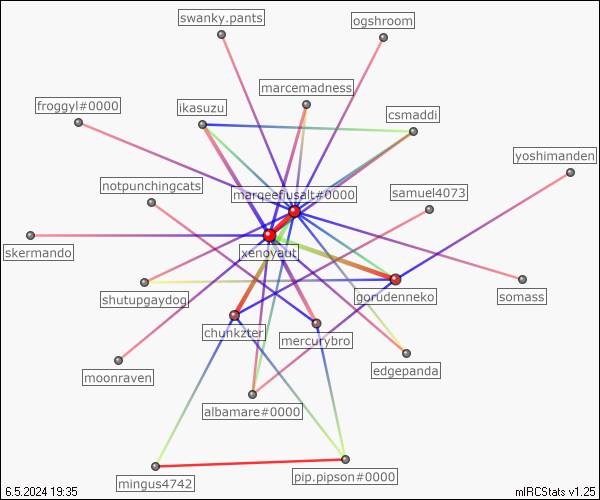 swanky.pants
ogshroom
marcemadness
froggyl#0000
ikasuzu
csmaddi
yoshimanden
notpunchingcats
marqeefiusalt#0000
samuel4073
skermando
xenoyaut
shutupgaydog
gorudenneko
somass
chunkzter
mercurybro
moonraven
edgepanda
albamare#0000
mingus4742
pip.pipson#0000
6.5.2024 19:35
mIRCStats v1.25